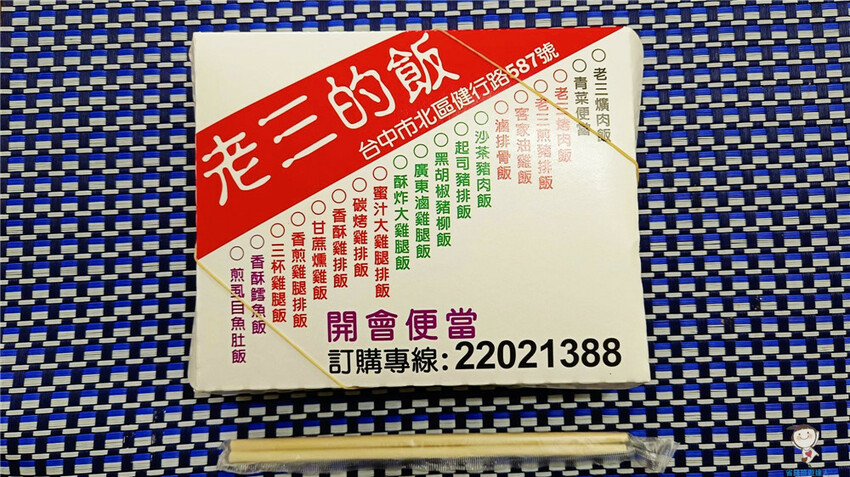 老三的飯
台中市北區健行路587號
○老三爌肉飯
○青菜便當
○老三烤肉飯
○老三煎豬排飯
○客家油雞飯
○滷排骨飯
○沙茶豬肉飯
○起司豬排飯
○黑胡椒豬柳飯
○廣東滷雞腿飯
○酥炸大雞腿飯
○蜜汁大雞腿排飯
○碳烤雞排飯
○香酥雞排飯
○甘蔗燻雞飯
○香煎雞腿排飯
○三杯雞腿飯
○香酥鱈魚飯
○煎虱目魚肚飯
開會便當
訂購專線:22021388